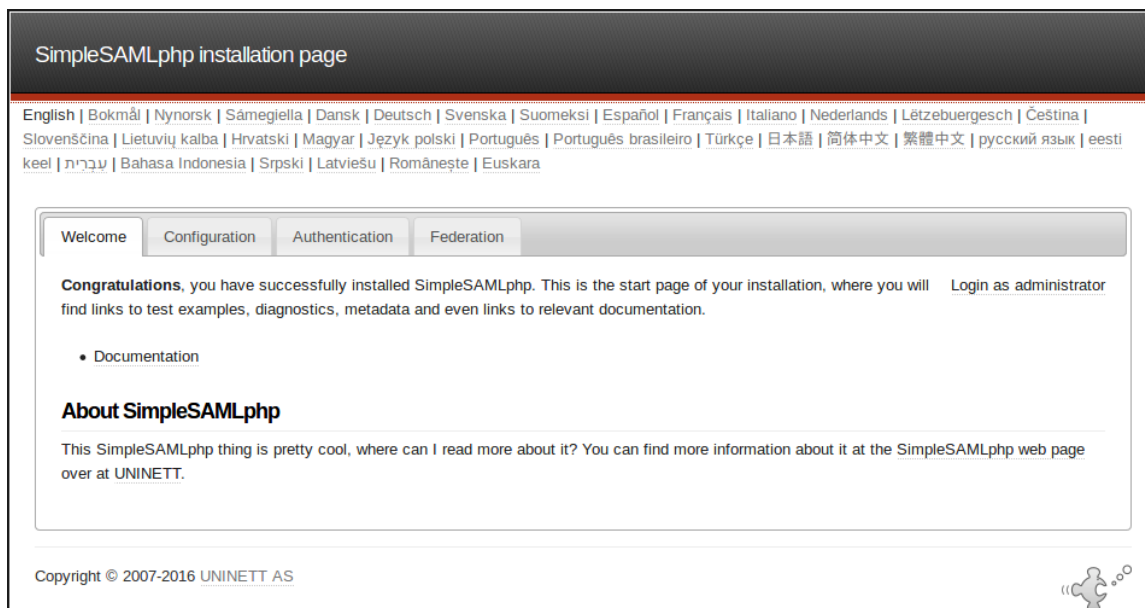 SimpleSAMLphp installation page
English | Bokmål | Nynorsk | Sámegiella | Dansk | Deutsch | Svenska | Suomeksi | Español | Français | Italiano | Nederlands | Lëtzebuergesch | Čeština |
Slovenščina | Lietuvių kalba | Hrvatski | Magyar | Język polski | Português | Português brasileiro | Türkçe | 日本語 | 简体中文 | 繁體中文 | русский язык | eesti
keel | עִבְרִית | Bahasa Indonesia | Srpski | Latviešu | Românește | Euskara
Welcome Configuration Authentication Federation
Congratulations, you have successfully installed SimpleSAMLphp. This is the start page of your installation, where you will Login as administrator
find links to test examples, diagnostics, metadata and even links to relevant documentation.
• Documentation
About SimpleSAMLphp
This SimpleSAMLphp thing is pretty cool, where can I read more about it? You can find more information about it at the SimpleSAMLphp web page
over at UNINETT.
Copyright © 2007-2016 UNINETT AS